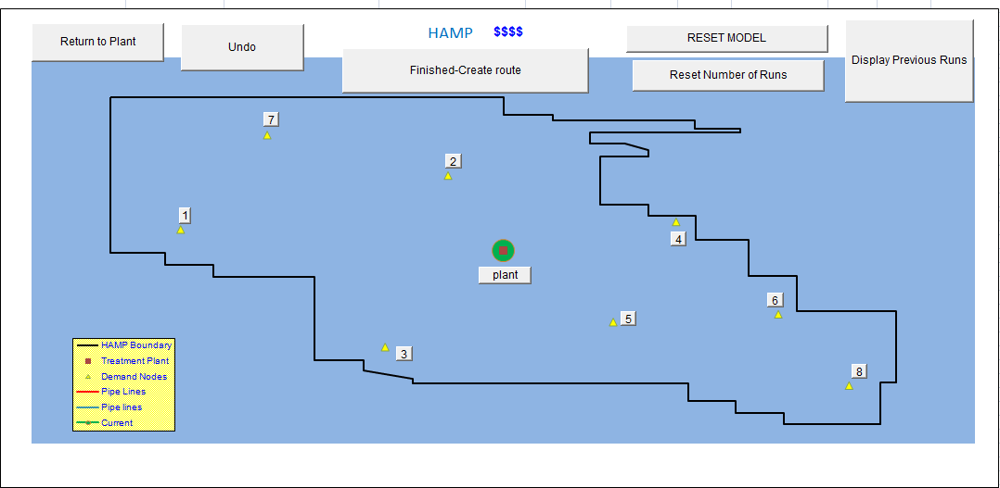 HAMP $$$$
Return to Plant
Undo
Finished-Create route
RESET MODEL
Reset Number of Runs
Display Previous Runs
7
2
1
4
plant
6
5
3
8
HAMP Boundary
Treatment Plant
Demand Nodes
Pipe Lines
Pipe lines
Current